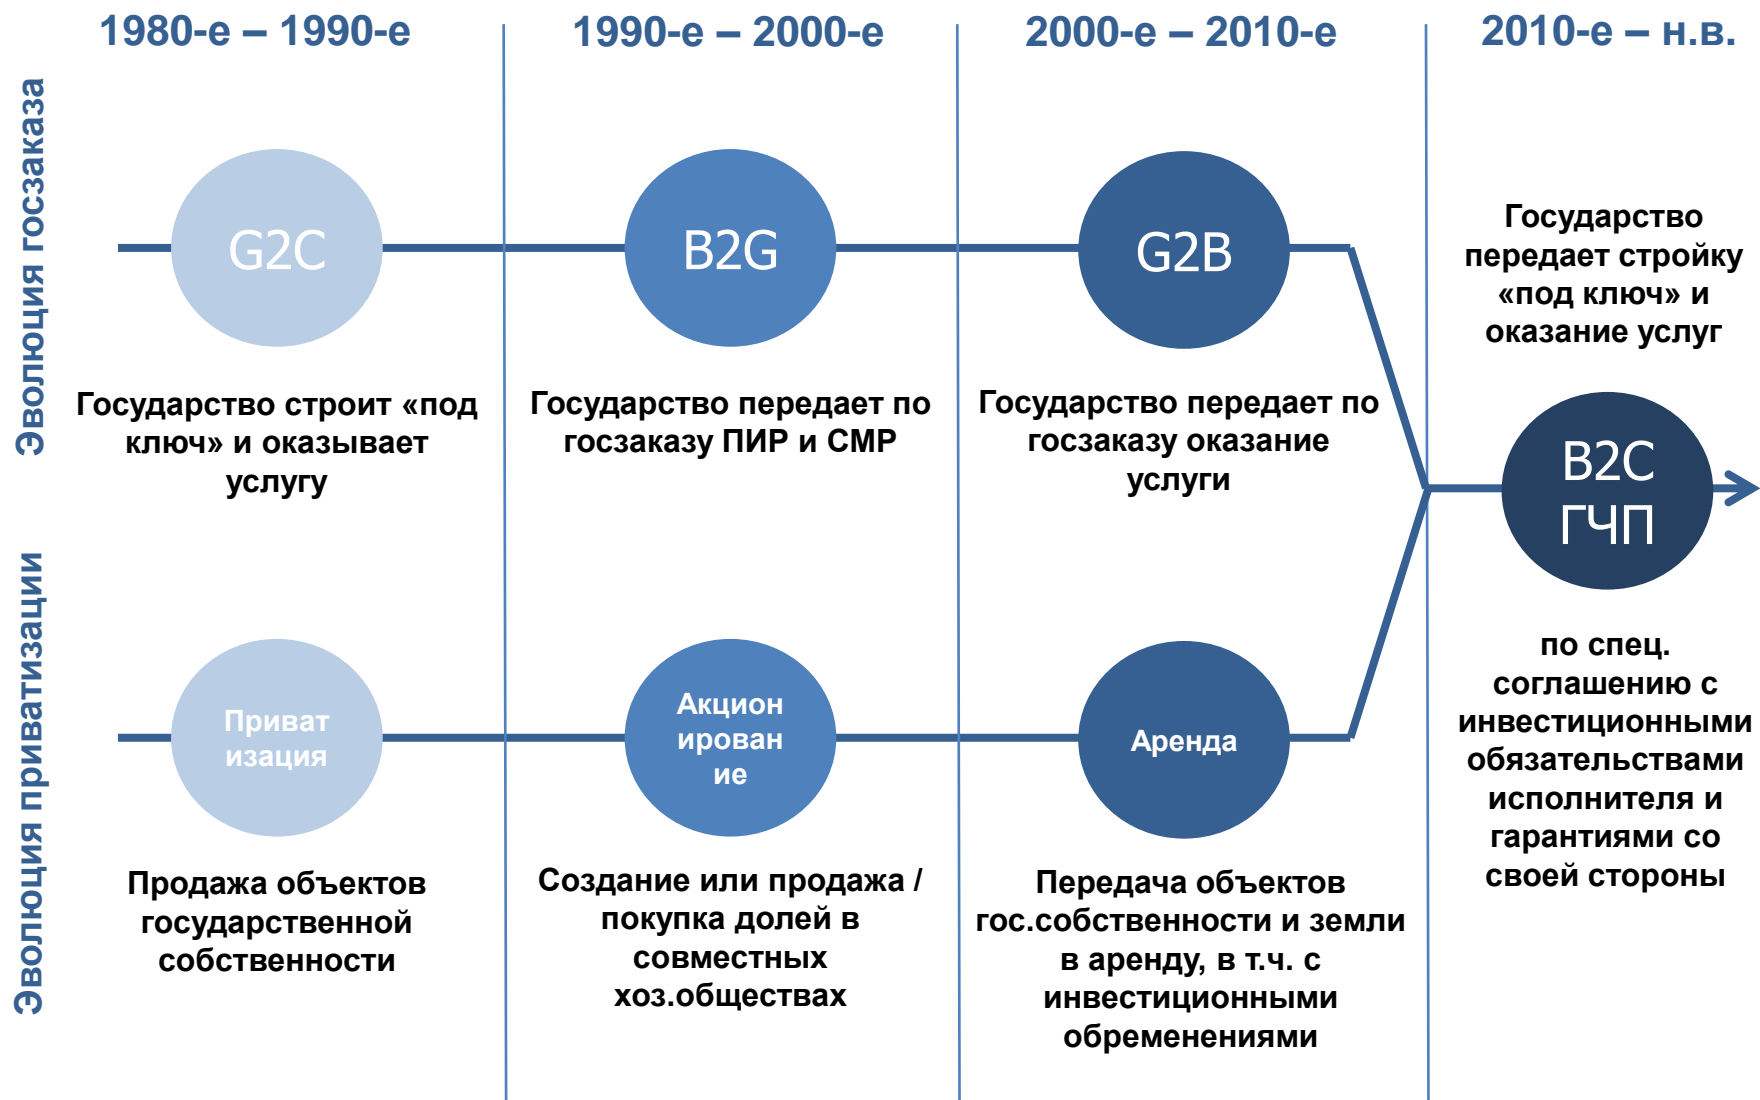 1980-е – 1990-е
1990-е – 2000-е
2000-е – 2010-е
2010-е – н.в.
Эволюция госзаказа
G2C
B2G
G2B
Государство строит «под
ключ» и оказывает
услугу
Государство передает по
госзаказу ПИР и СМР
Государство передает по
госзаказу оказание
услуги
Государство
передает стройку
«под ключ» и
оказание услуг
B2C
ГЧП
по спец.
соглашению с
инвестиционными
обязательствами
исполнителя и
гарантиями со
своей стороны
Эволюция приватизации
Приват
изация
Акцион
ирован
ие
Аренда
Продажа объектов
государственной
собственности
Создание или продажа /
покупка долей в
совместных
хоз.обществах
Передача объектов
гос.собственности и земли
в аренду, в т.ч. с
инвестиционными
обременениями